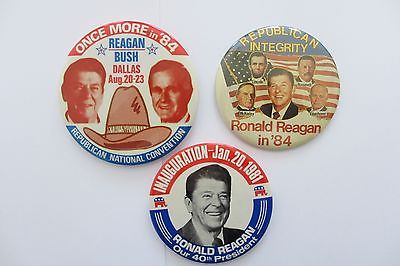 ONCE MORE in '84
REAGAN
BUSH
DALLAS
Aug. 20-23
REPUBLICAN NATIONAL CONVENTION
REPUBLICAN
INTEGRITY
Ronald Reagan
in '84
INAUGURATION-Jan. 20, 1981
RONALD REAGAN
Our 40th President